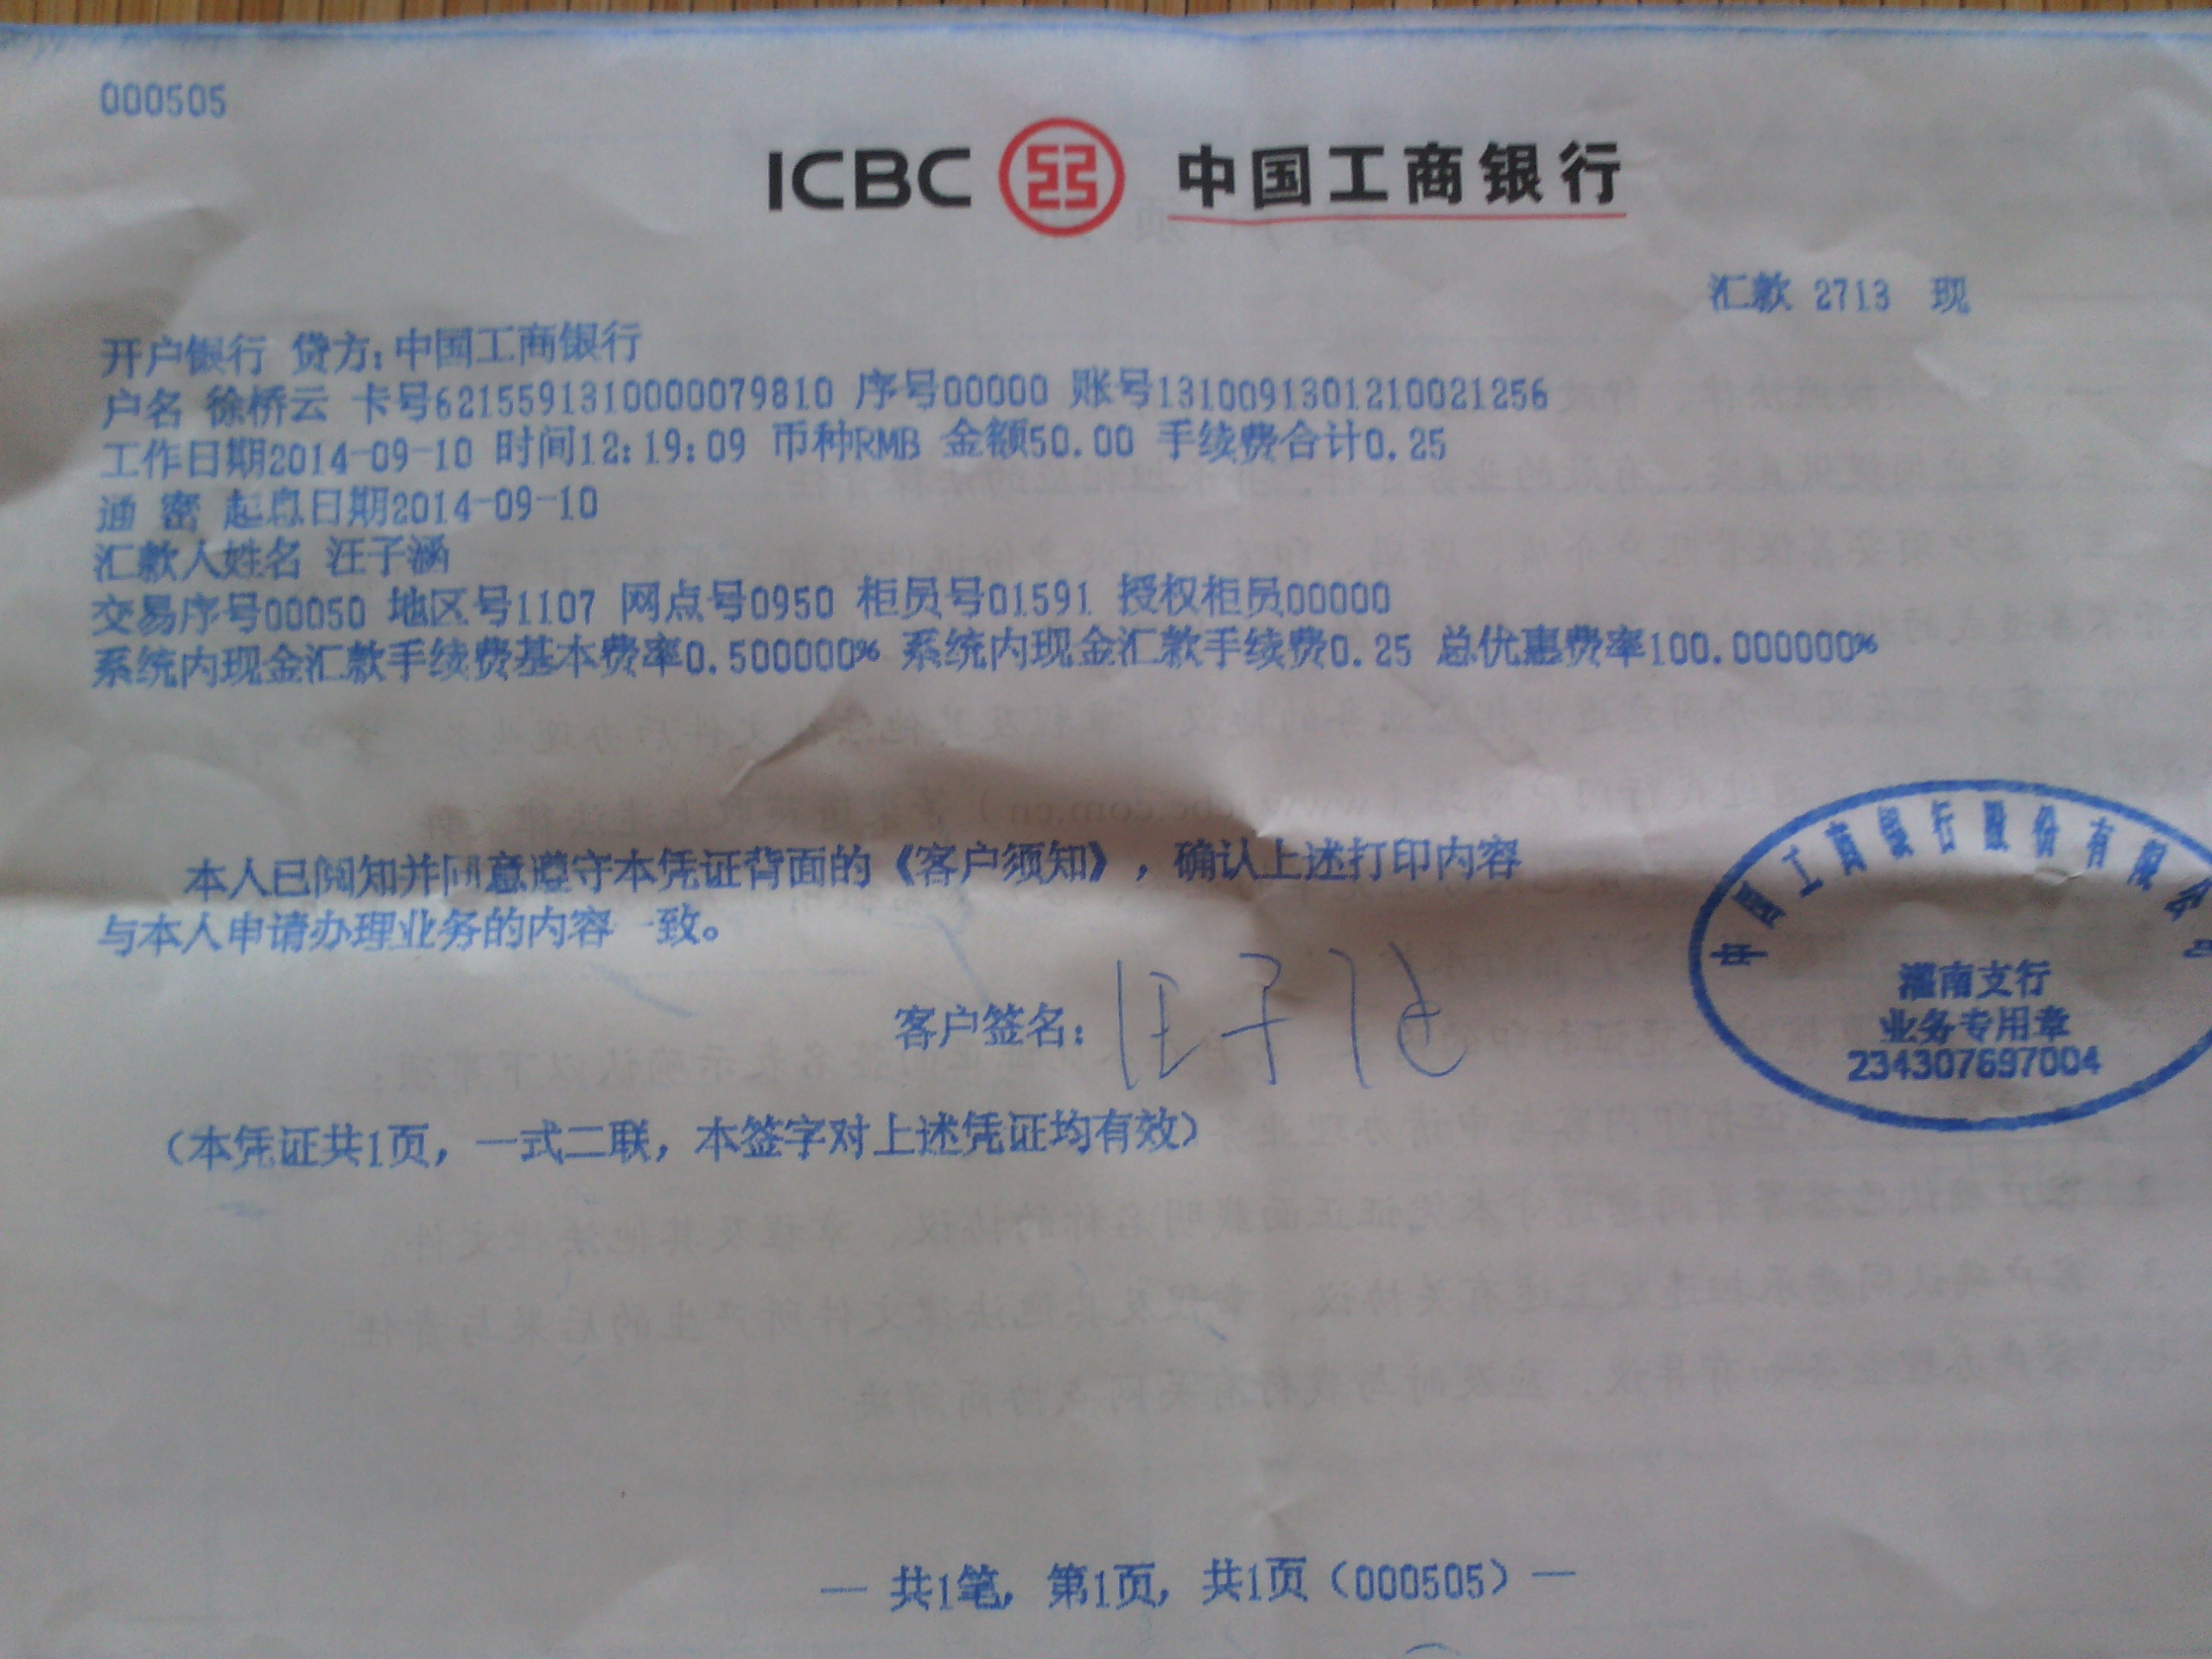 000505
ICBC 中国工商银行
汇款 2713 现
开户银行 贷方:中国工商银行
户名 徐桥云 卡号6215591310000079810 序号00000 账号1310091301210021256
工作日期2014-09-10 时间12:19:09 币种RMB 金额50.00 手续费合计0.25
通 密 起息日期2014-09-10
汇款人姓名 汪子涵
交易序号00050 地区号1107 网点号0950 柜员号01591 授权柜员00000
系统内现金汇款手续费基本费率0.500000% 系统内现金汇款手续费0.25 总优惠费率100.000000%
本人已阅知并同意遵守本凭证背面的《客户须知》,确认上述打印内容
与本人申请办理业务的内容一致。
中国工商银行股份有限公司
灌南支行
业务专用章
234307697004
客户签名: 汪子
(本凭证共1页,一式二联,本签字对上述凭证均有效)
— 共1笔, 第1页, 共1页(000505) —